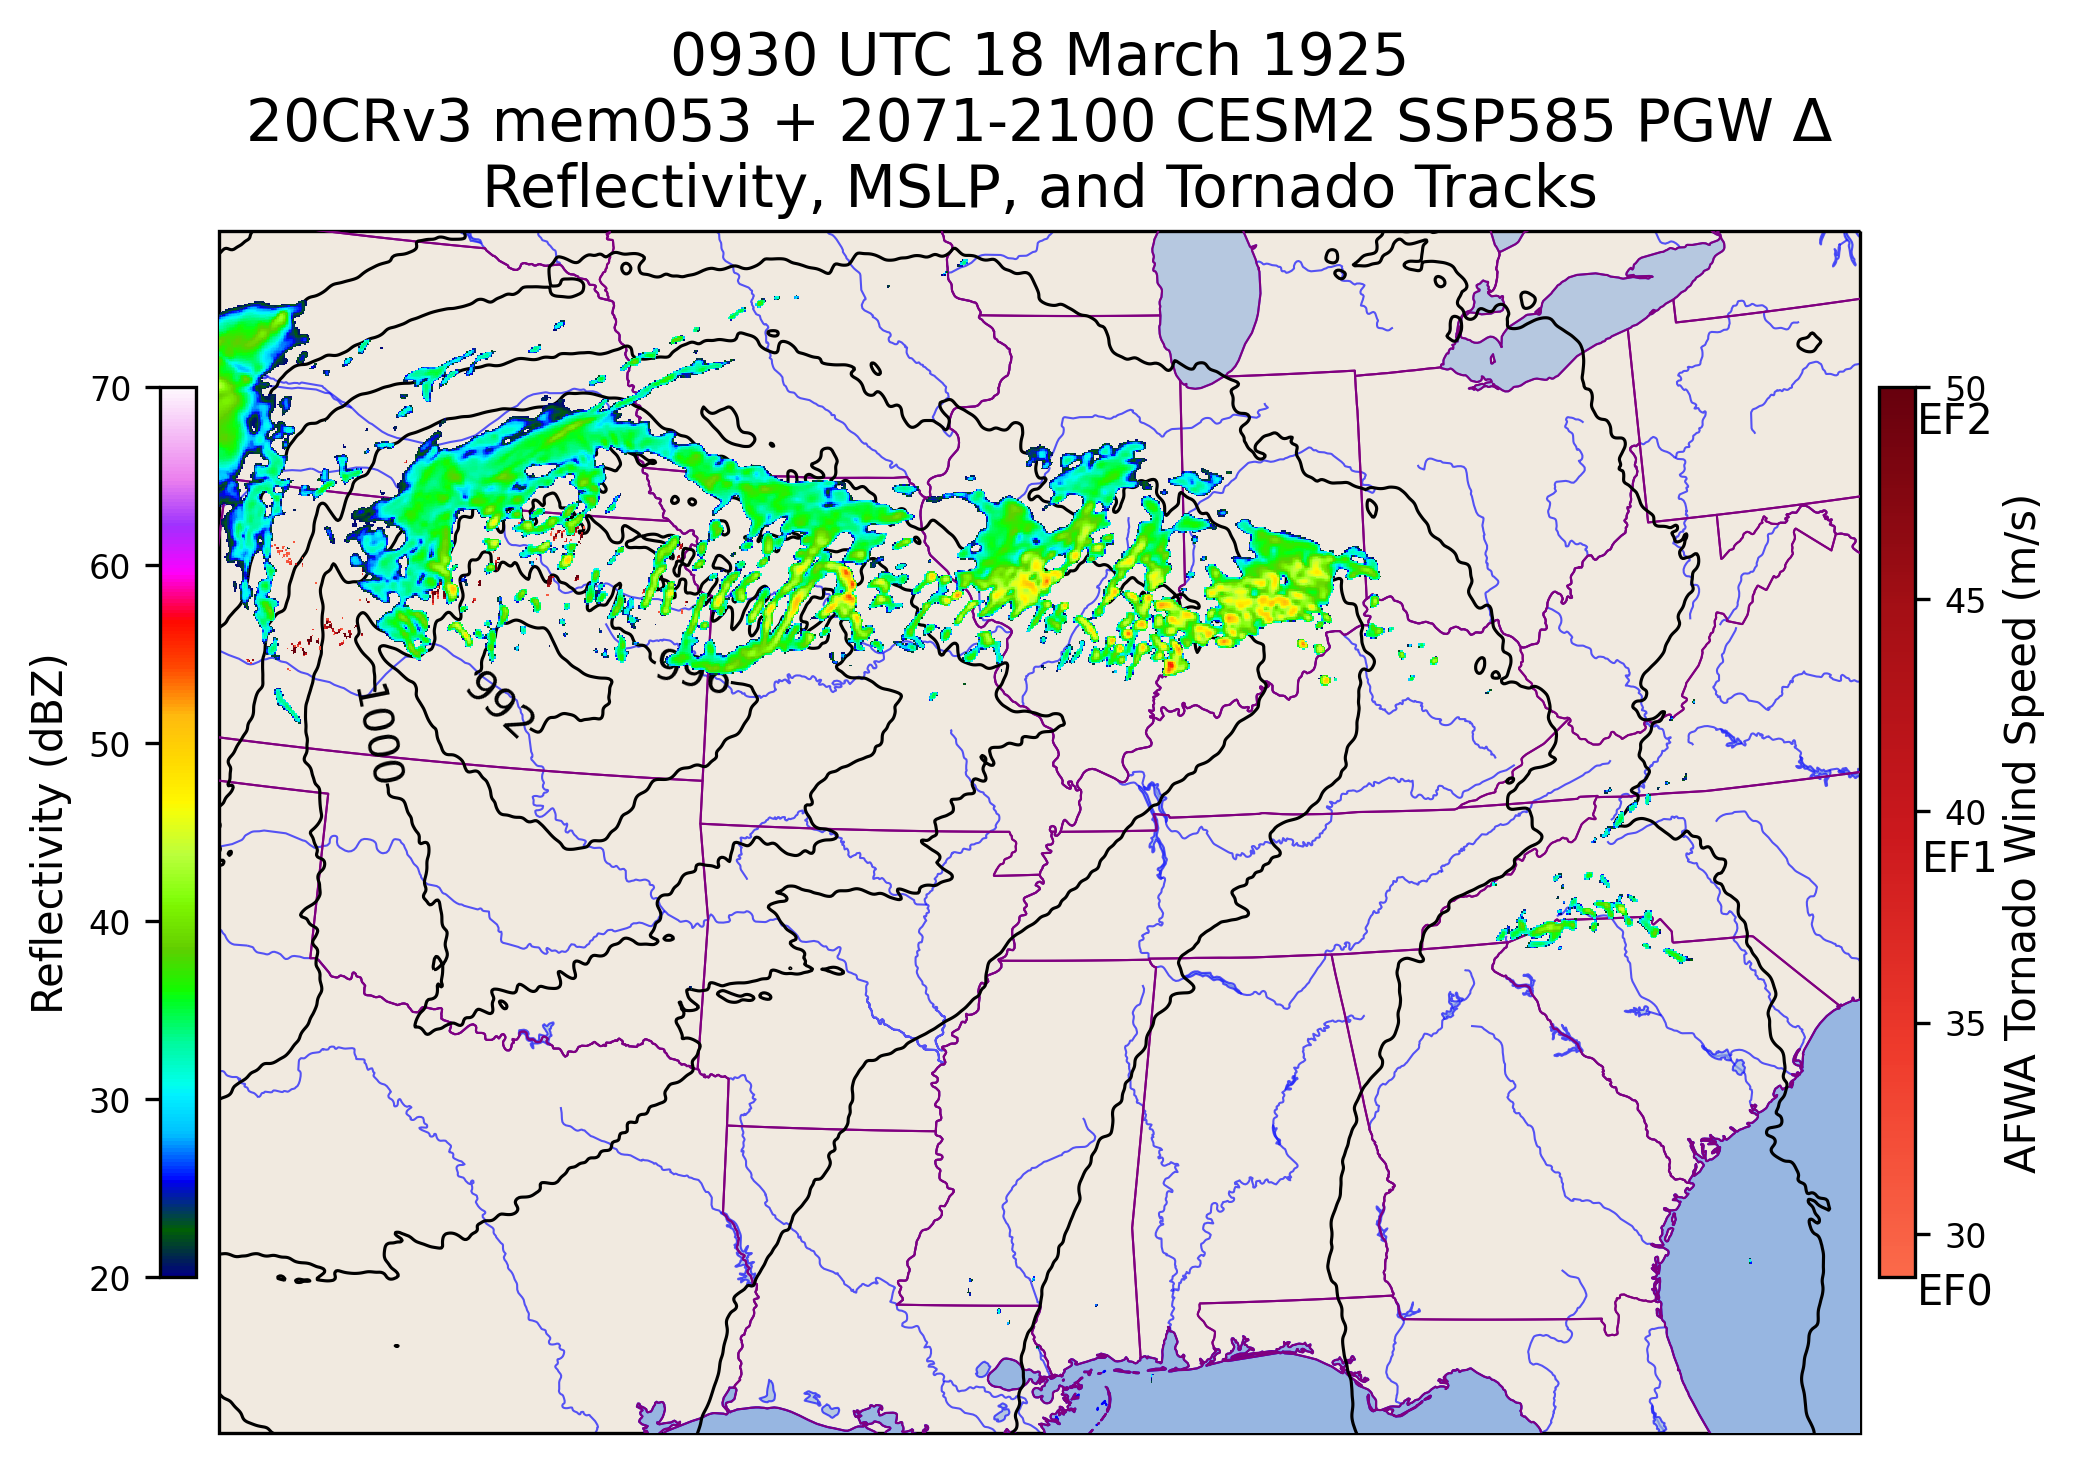 0930 UTC 18 March 1925
20CRv3 mem053 + 2071-2100 CESM2 SSP585 PGW Δ
Reflectivity, MSLP, and Tornado Tracks
Reflectivity (dBZ)
70
60
50
40
30
20
1000
992
996
50
EF2
45
40
EF1
35
30
EF0
AFWA Tornado Wind Speed (m/s)